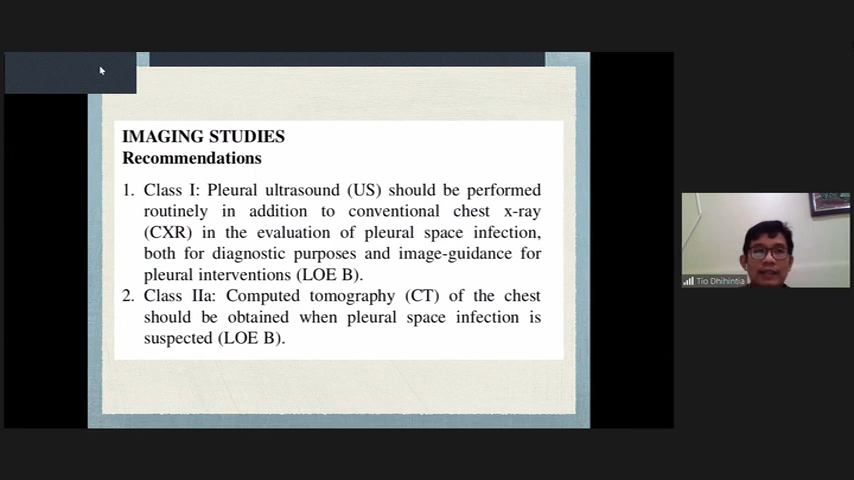 IMAGING STUDIES
Recommendations
1. Class I: Pleural ultrasound (US) should be performed
routinely in addition to conventional chest x-ray
(CXR) in the evaluation of pleural space infection,
both for diagnostic purposes and image-guidance for
pleural interventions (LOE B).
2. Class IIa: Computed tomography (CT) of the chest
should be obtained when pleural space infection is
suspected (LOE B).
Tio Dhihintia